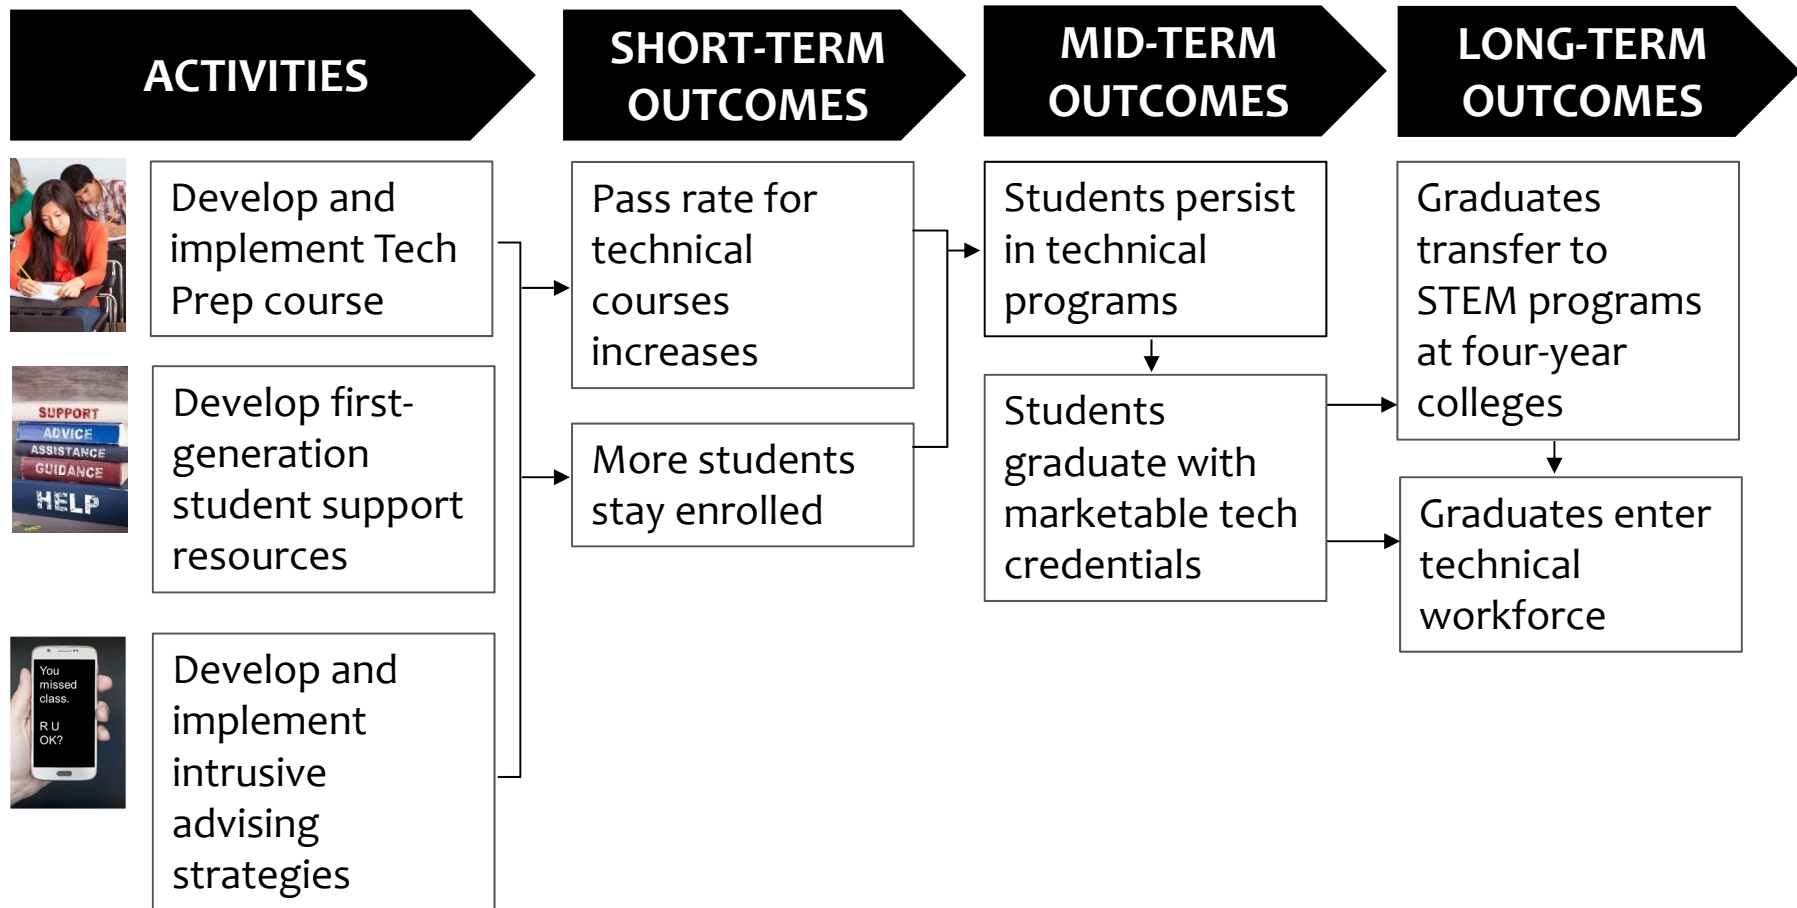 ACTIVITIES
SHORT-TERM
OUTCOMES
MID-TERM
OUTCOMES
LONG-TERM
OUTCOMES
Develop and
implement Tech
Prep course
SUPPORT
ADVICE
ASSISTANCE
GUIDANCE
HELP
Develop first-
generation
student support
resources
You
missed
class.
R U
OK?
Develop and
implement
intrusive
advising
strategies
Pass rate for
technical
courses
increases
More students
stay enrolled
Students persist
in technical
programs
Students
graduate with
marketable tech
credentials
Graduates
transfer to
STEM programs
at four-year
colleges
Graduates enter
technical
workforce